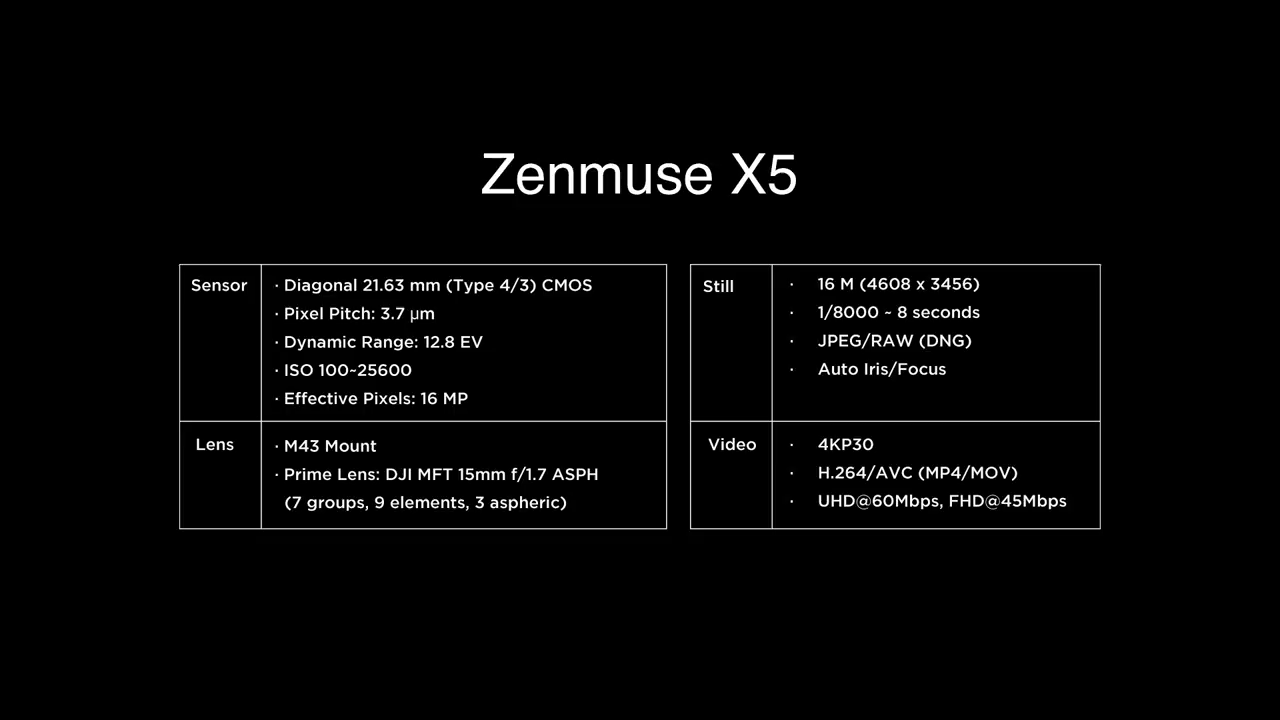 Zenmuse X5
Sensor
· Diagonal 21.63 mm (Type 4/3) CMOS
· Pixel Pitch: 3.7 μm
· Dynamic Range: 12.8 EV
· ISO 100~25600
· Effective Pixels: 16 MP
Lens
· M43 Mount
· Prime Lens: DJI MFT 15mm f/1.7 ASPH
(7 groups, 9 elements, 3 aspheric)
Still
· 16 M (4608 x 3456)
· 1/8000 ~ 8 seconds
· JPEG/RAW (DNG)
· Auto Iris/Focus
Video
· 4KP30
· H.264/AVC (MP4/MOV)
· UHD@60Mbps, FHD@45Mbps